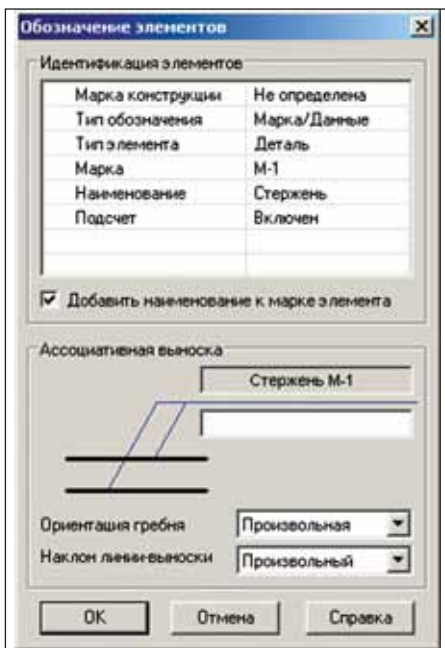 Обозначение элементов
Идентификация элементов
Марка конструкции Не определена
Тип обозначения Марка/Данные
Тип элемента Деталь
Марка М-1
Наименование Стержень
Подсчет Включен
Добавить наименование к марке элемента
Ассоциативная выноска
Стержень М-1
Ориентация гребня Произвольная
Наклон линии-выноски Произвольный
ОК Отмена Справка